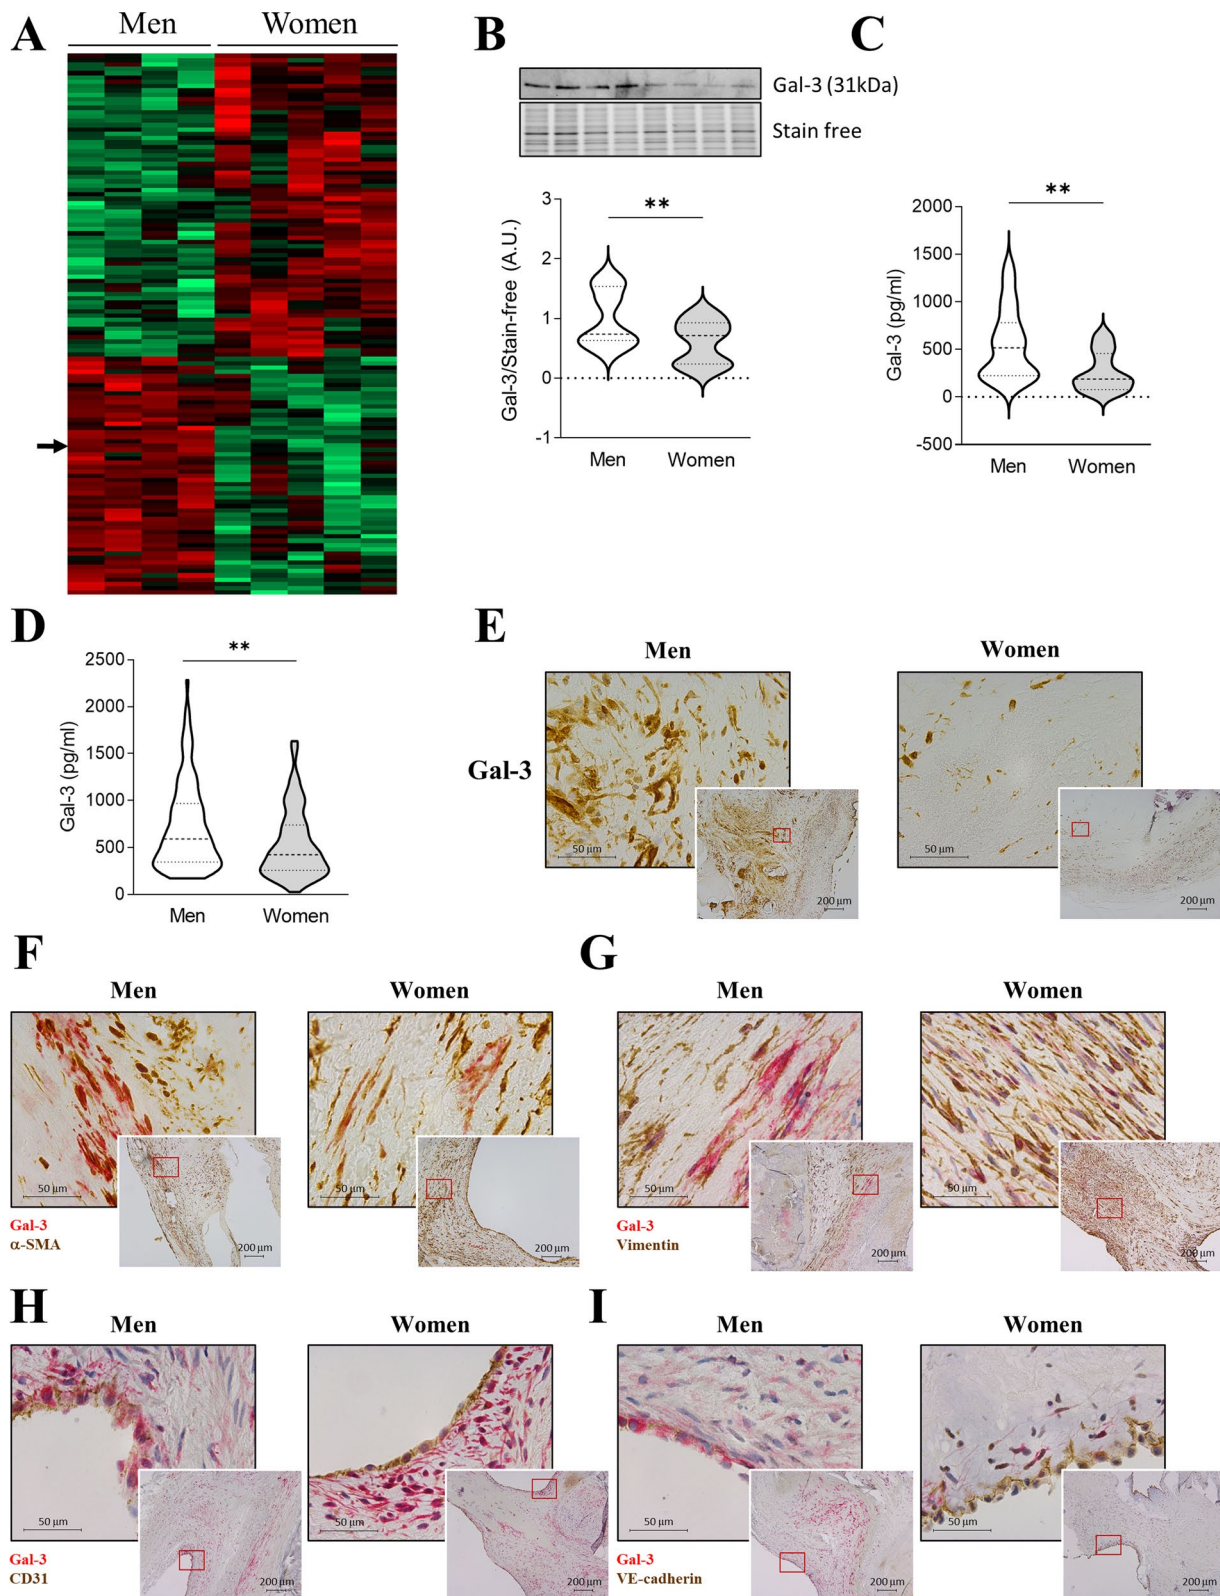 A
Men Women
B
Gal-3 (31kDa)
Stain free
3
2
1
0
-1
Gal-3/Stain-free (A.U.)
**
Men Women
C
2000
1500
1000
500
0
-500
Gal-3 (pg/ml)
**
Men Women
D
2500
2000
1500
1000
500
0
Gal-3 (pg/ml)
**
Men Women
E
Men Women
Gal-3
50 µm
200 µm
50 µm
200 µm
F
Men Women
50 µm
200 µm
50 µm
200 µm
Gal-3
α-SMA
G
Men Women
50 µm
200 µm
50 µm
200 µm
Gal-3
Vimentin
H
Men Women
50 µm
200 µm
50 µm
200 µm
Gal-3
CD31
I
Men Women
50 µm
200 µm
50 µm
200 µm
Gal-3
VE-cadherin